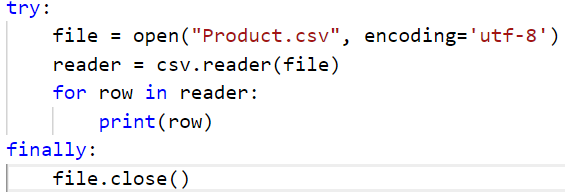 try:
    file = open("Product.csv", encoding='utf-8')
    reader = csv.reader(file)
    for row in reader:
        print(row)
finally:
    file.close()